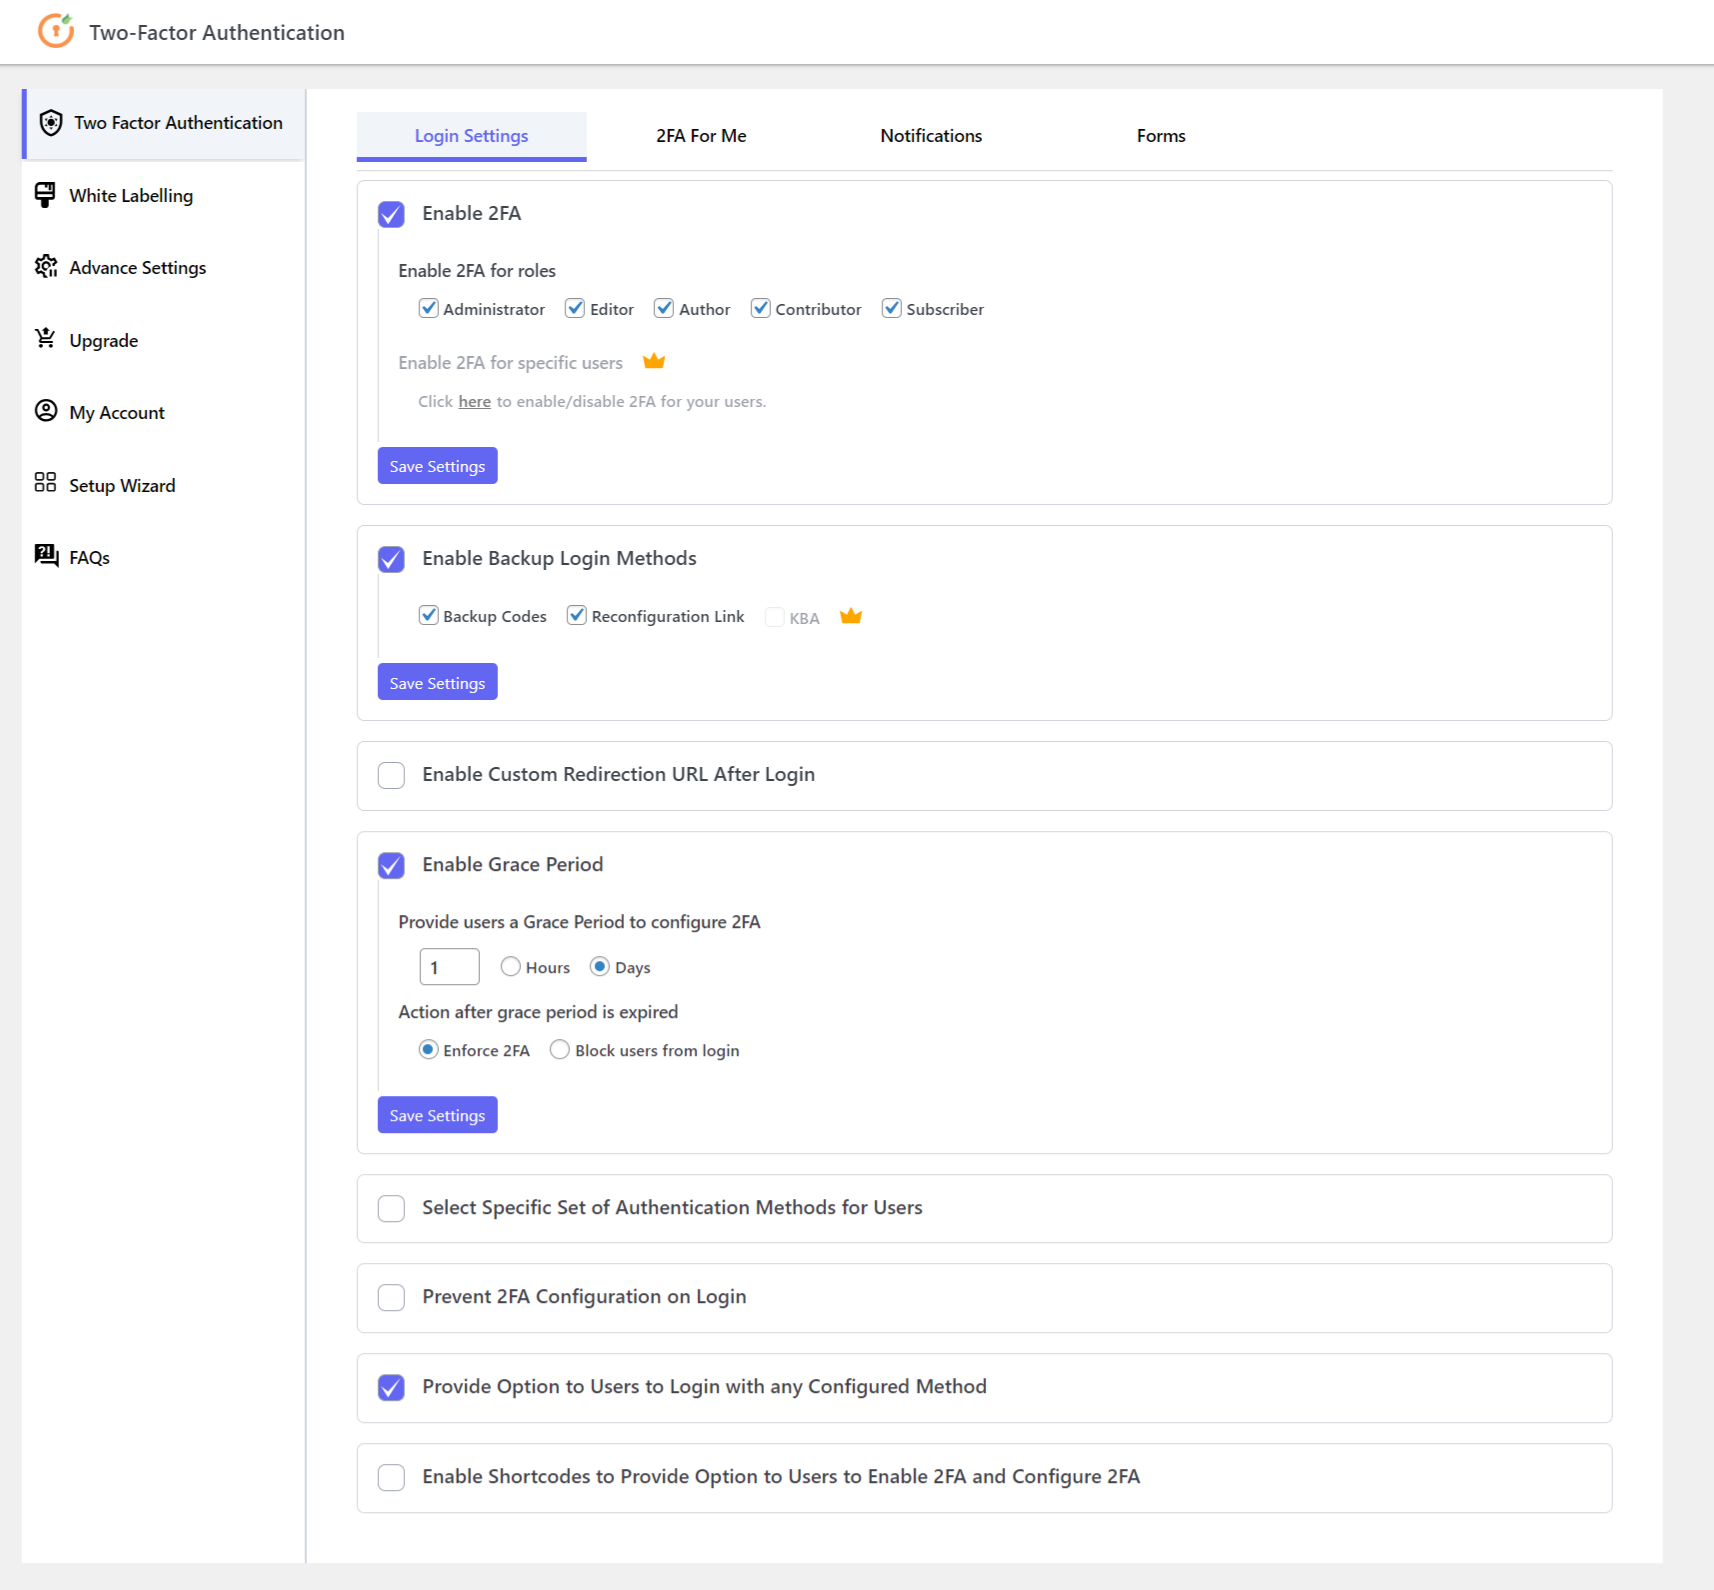 Two-Factor Authentication
Two Factor Authentication
White Labelling
Advance Settings
Upgrade
My Account
Setup Wizard
FAQs
Login Settings
2FA For Me
Notifications
Forms
Enable 2FA
Enable 2FA for roles
Administrator Editor Author Contributor Subscriber
Enable 2FA for specific users
Click here to enable/disable 2FA for your users.
Save Settings
Enable Backup Login Methods
Backup Codes Reconfiguration Link KBA
Save Settings
Enable Custom Redirection URL After Login
Enable Grace Period
Provide users a Grace Period to configure 2FA
1 Hours Days
Action after grace period is expired
Enforce 2FA Block users from login
Save Settings
Select Specific Set of Authentication Methods for Users
Prevent 2FA Configuration on Login
Provide Option to Users to Login with any Configured Method
Enable Shortcodes to Provide Option to Users to Enable 2FA and Configure 2FA